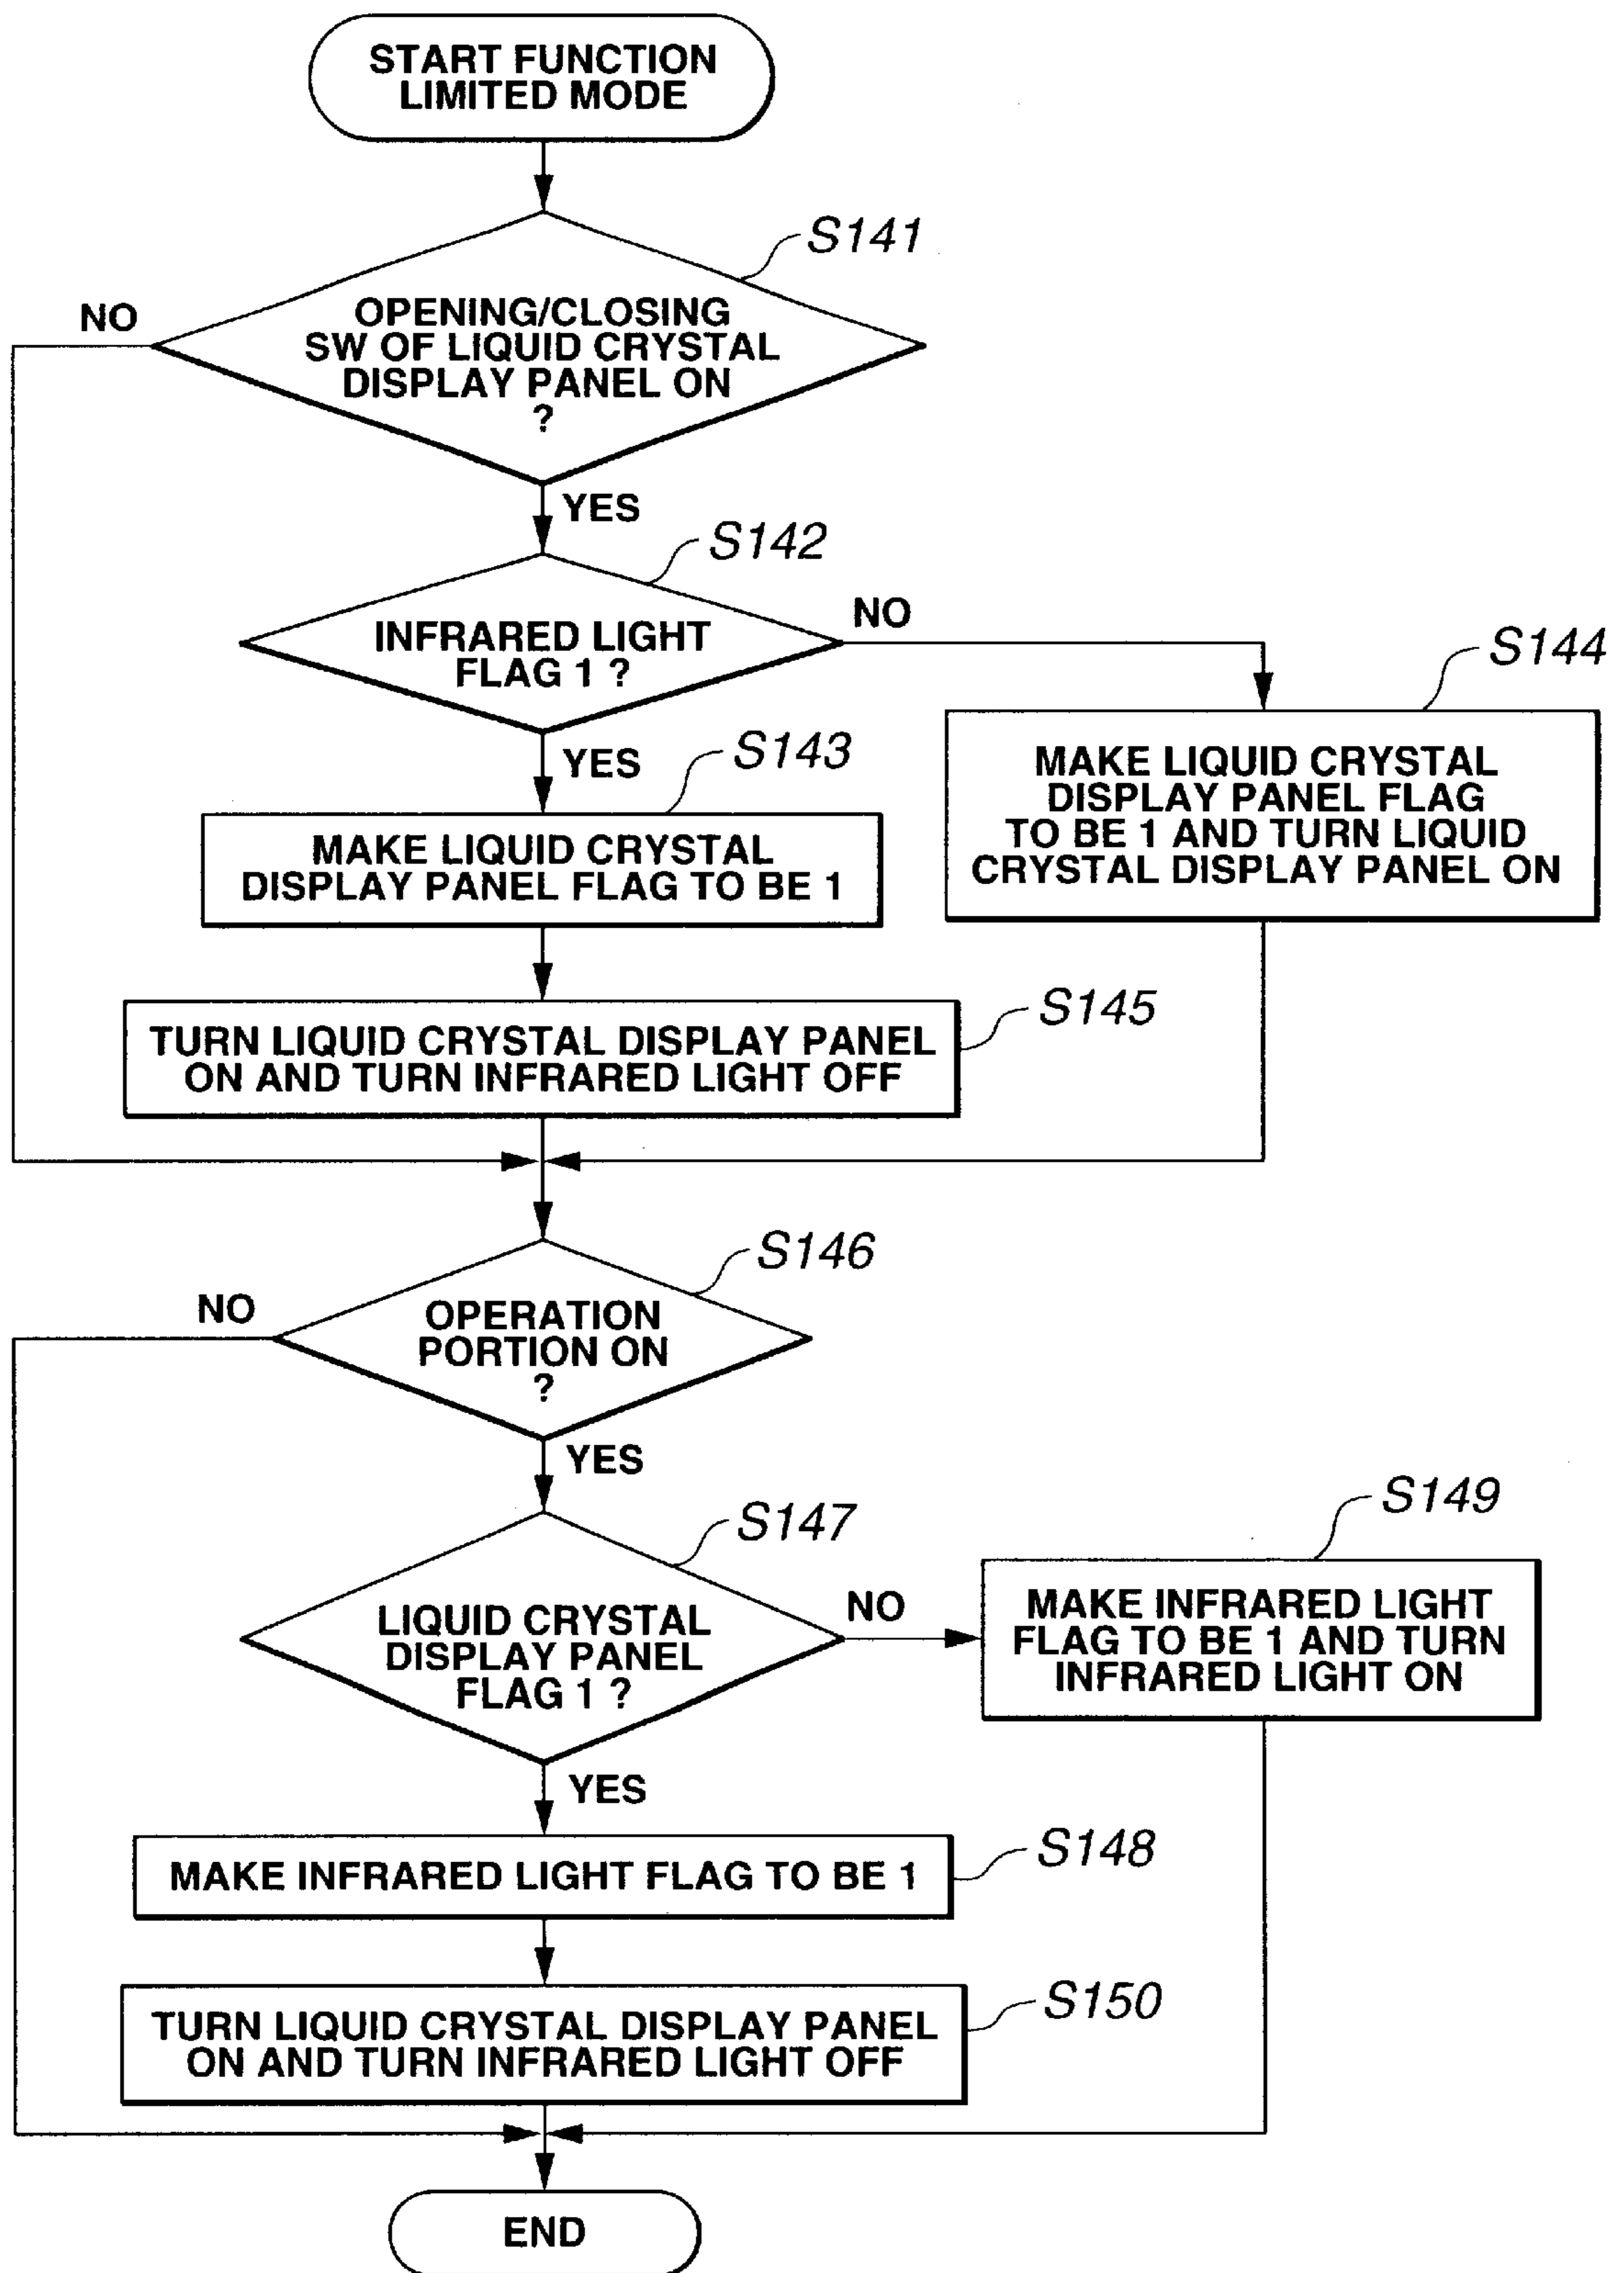 START FUNCTION
LIMITED MODE
S141
NO
OPENING/CLOSING
SW OF LIQUID CRYSTAL
DISPLAY PANEL ON
?
YES
S142
NO
INFRARED LIGHT
FLAG 1 ?
S144
YES
S143
MAKE LIQUID CRYSTAL
DISPLAY PANEL FLAG
TO BE 1 AND TURN LIQUID
CRYSTAL DISPLAY PANEL ON
MAKE LIQUID CRYSTAL
DISPLAY PANEL FLAG TO BE 1
S145
TURN LIQUID CRYSTAL DISPLAY PANEL
ON AND TURN INFRARED LIGHT OFF
S146
NO
OPERATION
PORTION ON
?
YES
S147
S149
LIQUID CRYSTAL
DISPLAY PANEL
FLAG 1 ?
NO
MAKE INFRARED LIGHT
FLAG TO BE 1 AND TURN
INFRARED LIGHT ON
YES
S148
MAKE INFRARED LIGHT FLAG TO BE 1
S150
TURN LIQUID CRYSTAL DISPLAY PANEL
ON AND TURN INFRARED LIGHT OFF
END